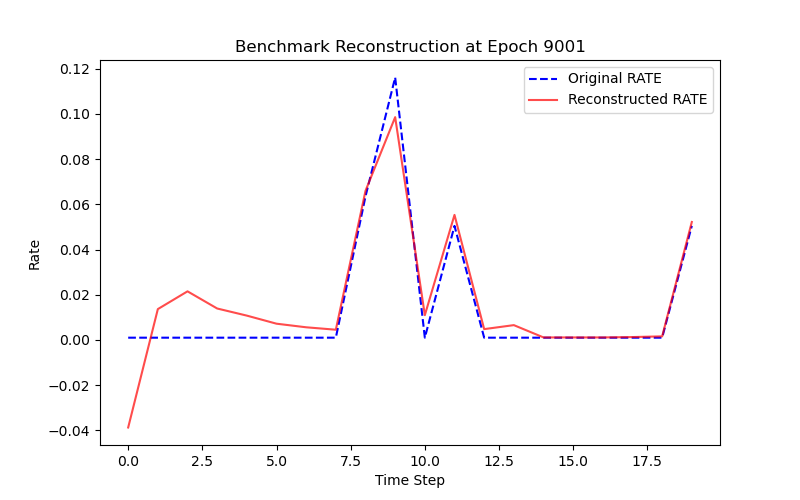 Benchmark Reconstruction at Epoch 9001
Original RATE
Reconstructed RATE
0.12
0.10
0.08
0.06
0.04
0.02
0.00
−0.02
−0.04
Rate
0.0 2.5 5.0 7.5 10.0 12.5 15.0 17.5
Time Step